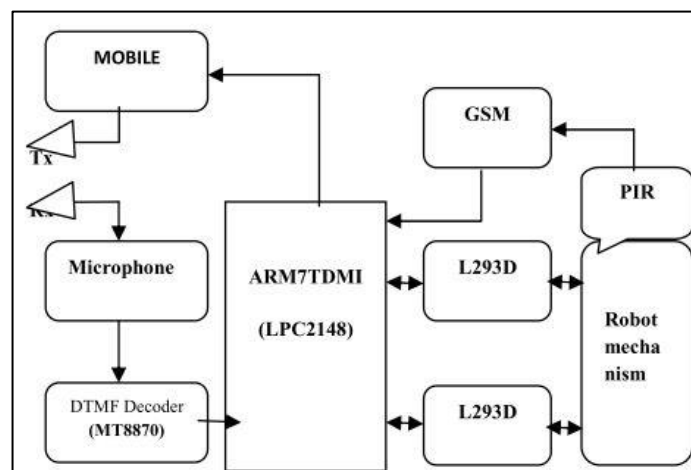 MOBILE
GSM
Tx
PIR
Rx
Microphone
ARM7TDMI
(LPC2148)
L293D
Robot
mecha
nism
DTMF Decoder
(MT8870)
L293D